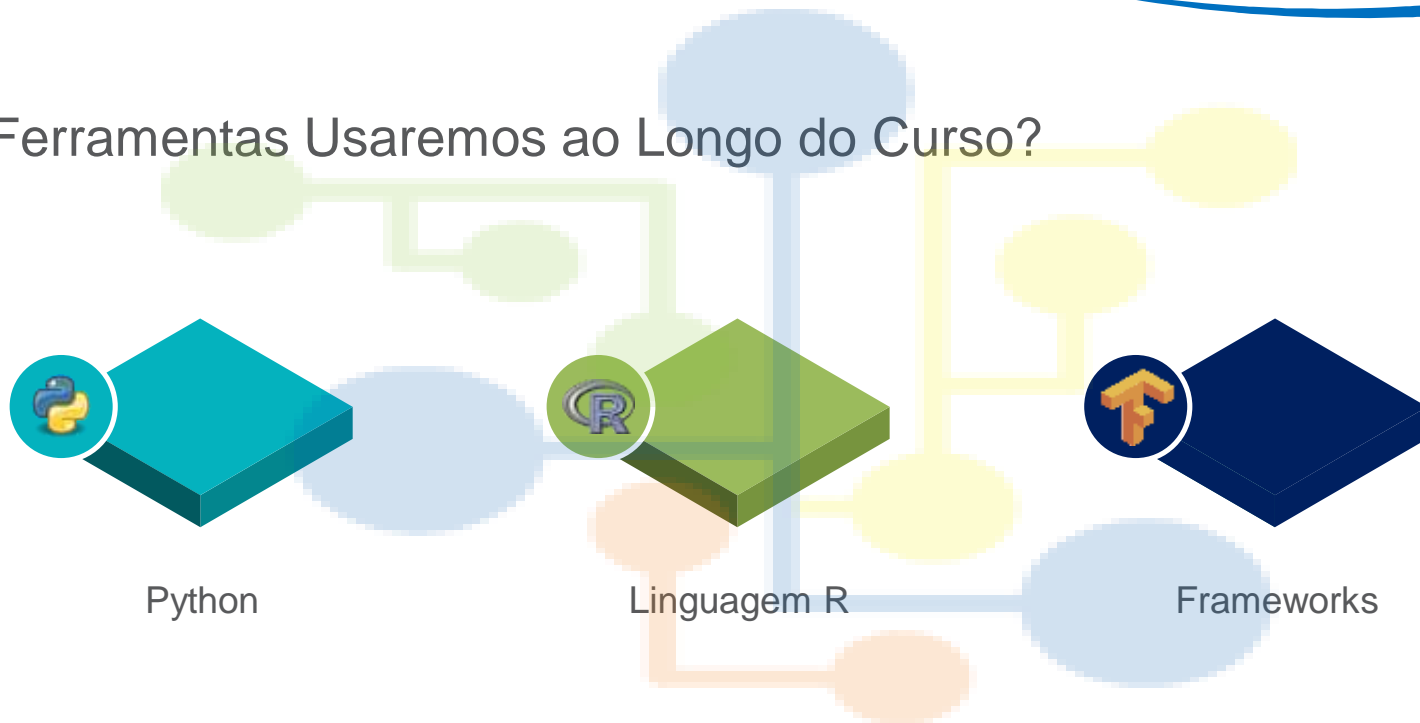 Ferramentas Usaremos ao Longo do Curso?
R
Python
Linguagem R
Frameworks